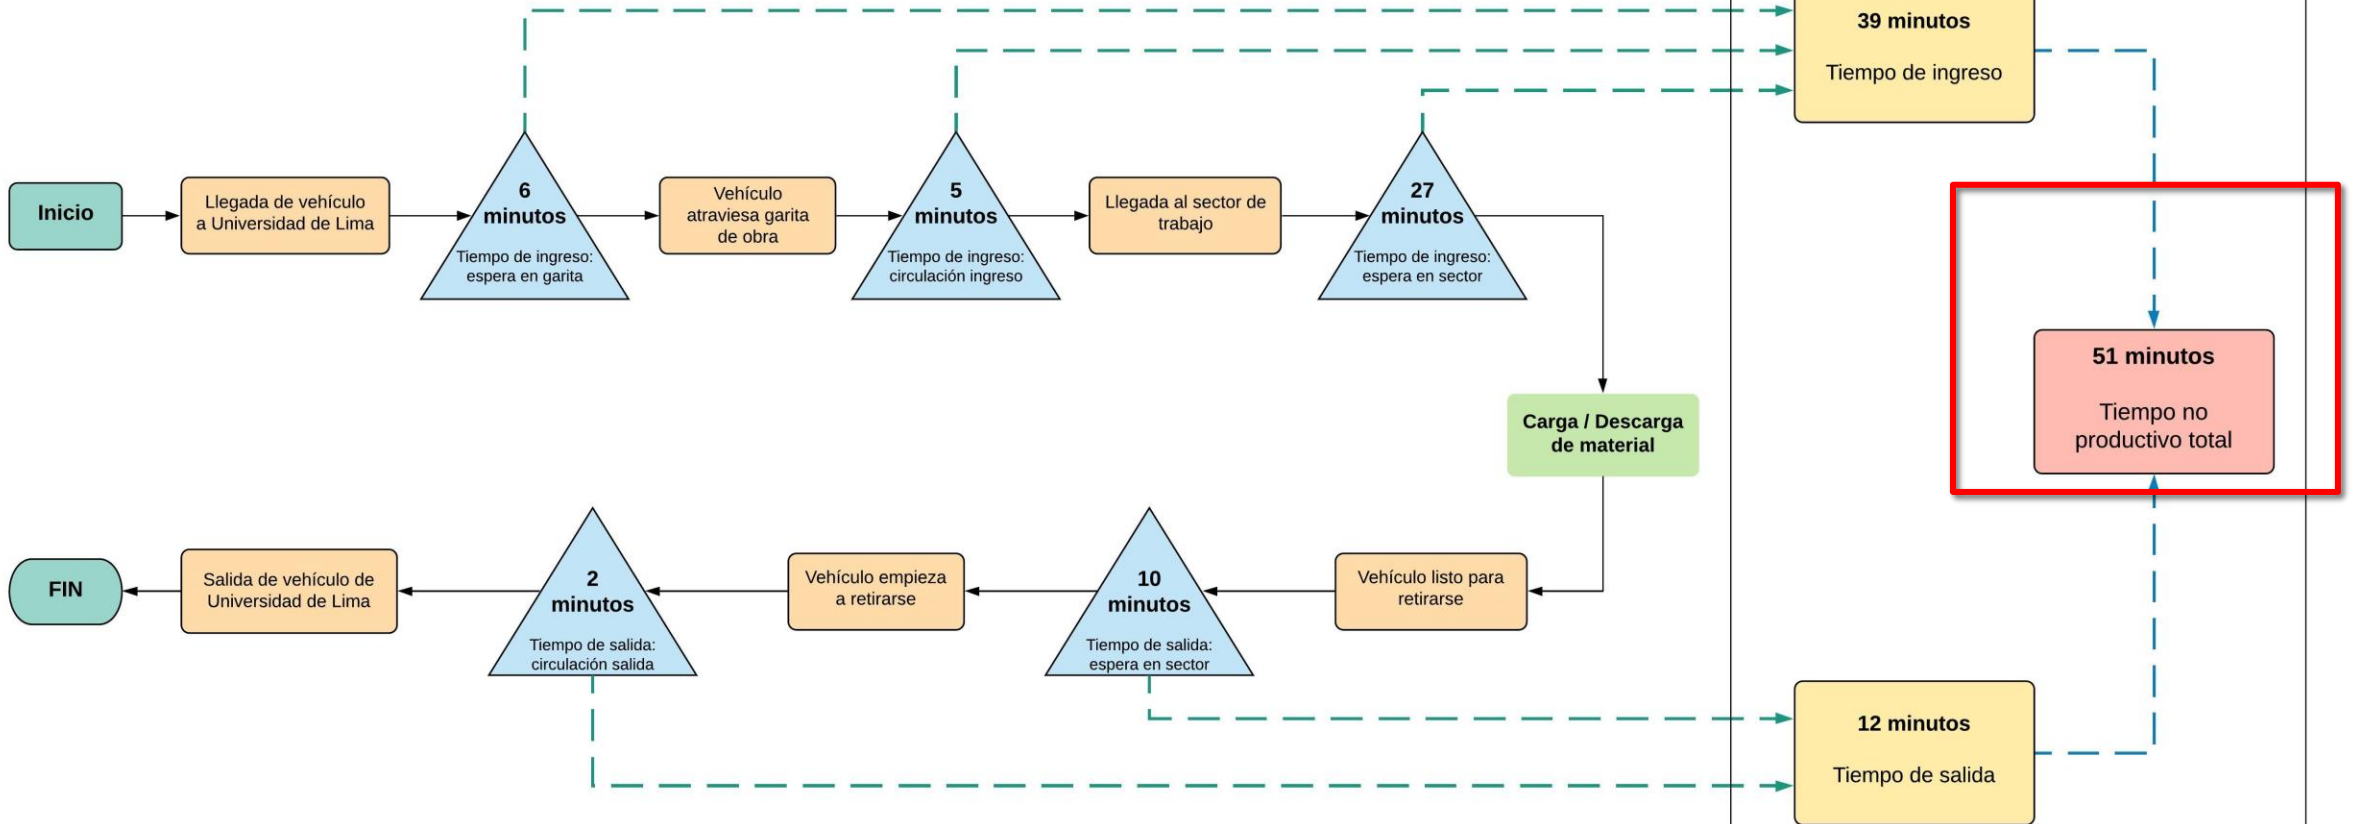 39 minutos
Tiempo de ingreso
Inicio
Llegada de vehículo
a Universidad de Lima
6
minutos
Tiempo de ingreso:
espera en garita
Vehículo
atraviesa garita
de obra
5
minutos
Tiempo de ingreso:
circulación ingreso
Llegada al sector de
trabajo
27
minutos
Tiempo de ingreso:
espera en sector
51 minutos
Tiempo no
productivo total
Carga / Descarga
de material
Vehículo listo para
retirarse
10
minutos
Tiempo de salida:
espera en sector
Vehículo empieza
a retirarse
2
minutos
Tiempo de salida:
circulación salida
Salida de vehículo de
Universidad de Lima
FIN
12 minutos
Tiempo de salida